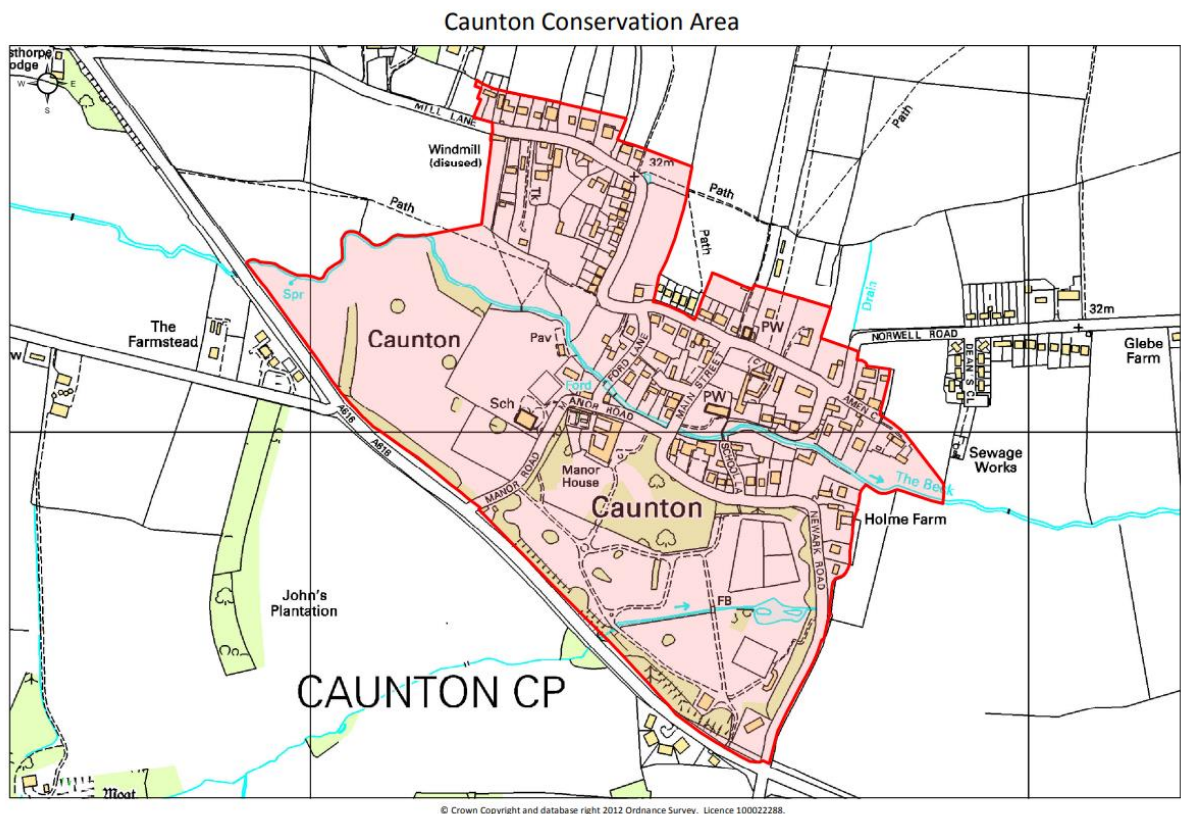 Caunton Conservation Area
sthorpe
odge
W
E
S
MILL LANE
Windmill
(disused)
32m
Path
Path
Path
Path
Tk
Spr
Drain
The
Farmstead
Caunton
Pav
PW
NORWELL ROAD
32m
Glebe
Farm
DEAN'S CL
FORD LANE
MAIN STREET
Ford
W
Sch
PW
AMEN C
MANOR ROAD
A616
A616
Sewage
Works
Manor
House
SCHOOL LA
MANOR ROAD
The Beck
Caunton
Holme Farm
NEWARK ROAD
John's
Plantation
FB
CAUNTON CP
Moat
© Crown Copyright and database right 2012 Ordnance Survey. Licence 100022288.